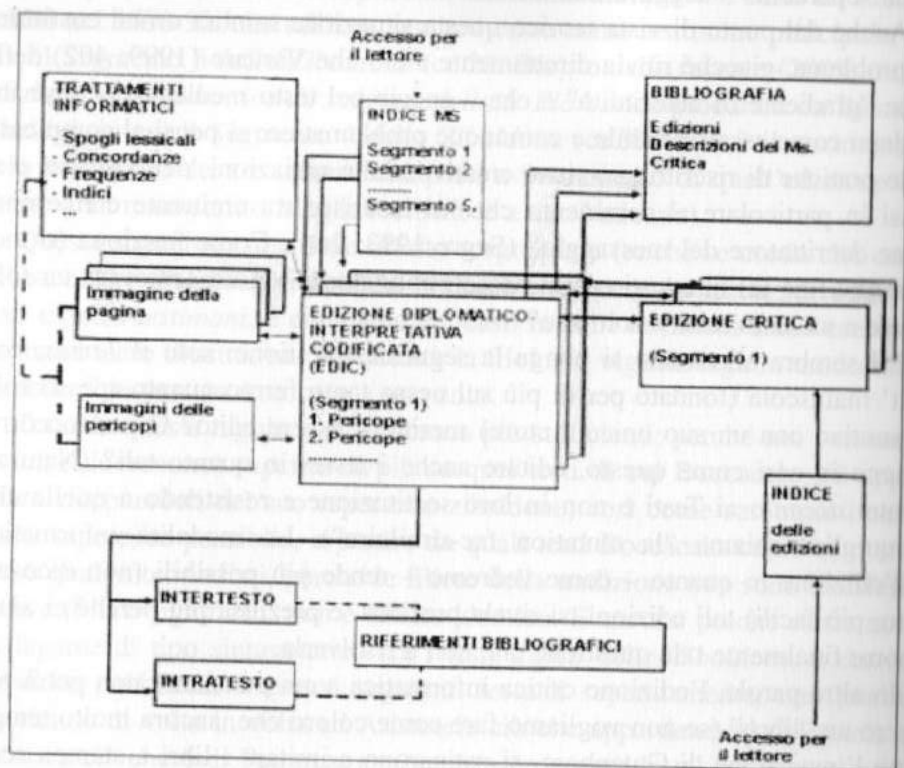 Accesso per
il lettore
TRATTAMENTI
INFORMATICI
- Spogli lessicali
- Concordanze
- Frequenze
- Indici
- ...
INDICE MS
Segmento 1
Segmento 2
Segmento S.
BIBLIOGRAFIA
Edizioni
Descrizioni del Ms.
Critica
Immagine della
pagina
EDIZIONE DIPLOMATICO-
INTERPRETATIVA
CODIFICATA
(EDIC)
(Segmento 1)
1. Pericope
2. Pericope
EDIZIONE CRITICA
(Segmento 1)
Immagini delle
pericopi
INDICE
delle
edizioni
INTERTESTO
RIFERIMENTI BIBLIOGRAFICI
INTRATESTO
Accesso per
il lettore